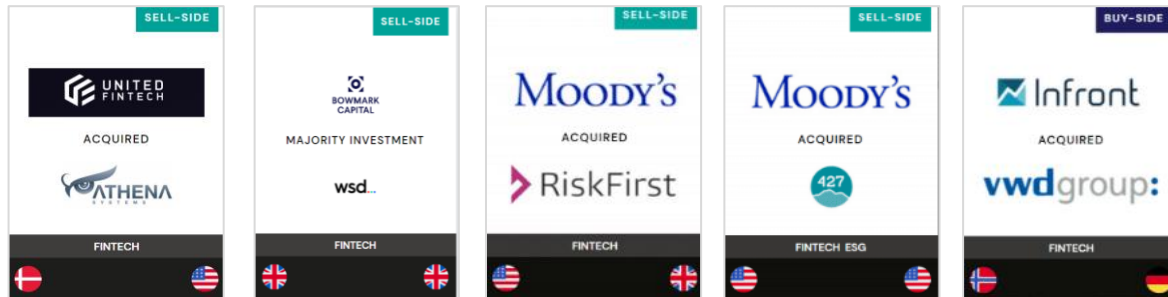 SELL-SIDE
UNITED
FINTECH
ACQUIRED
ATHENA
SYSTEMS
FINTECH
SELL-SIDE
BOWMARK
CAPITAL
MAJORITY INVESTMENT
wsd...
FINTECH
SELL-SIDE
MOODY'S
ACQUIRED
RiskFirst
FINTECH
SELL-SIDE
MOODY'S
ACQUIRED
427
FINTECH ESG
BUY-SIDE
Infront
ACQUIRED
vwdgroup:
FINTECH